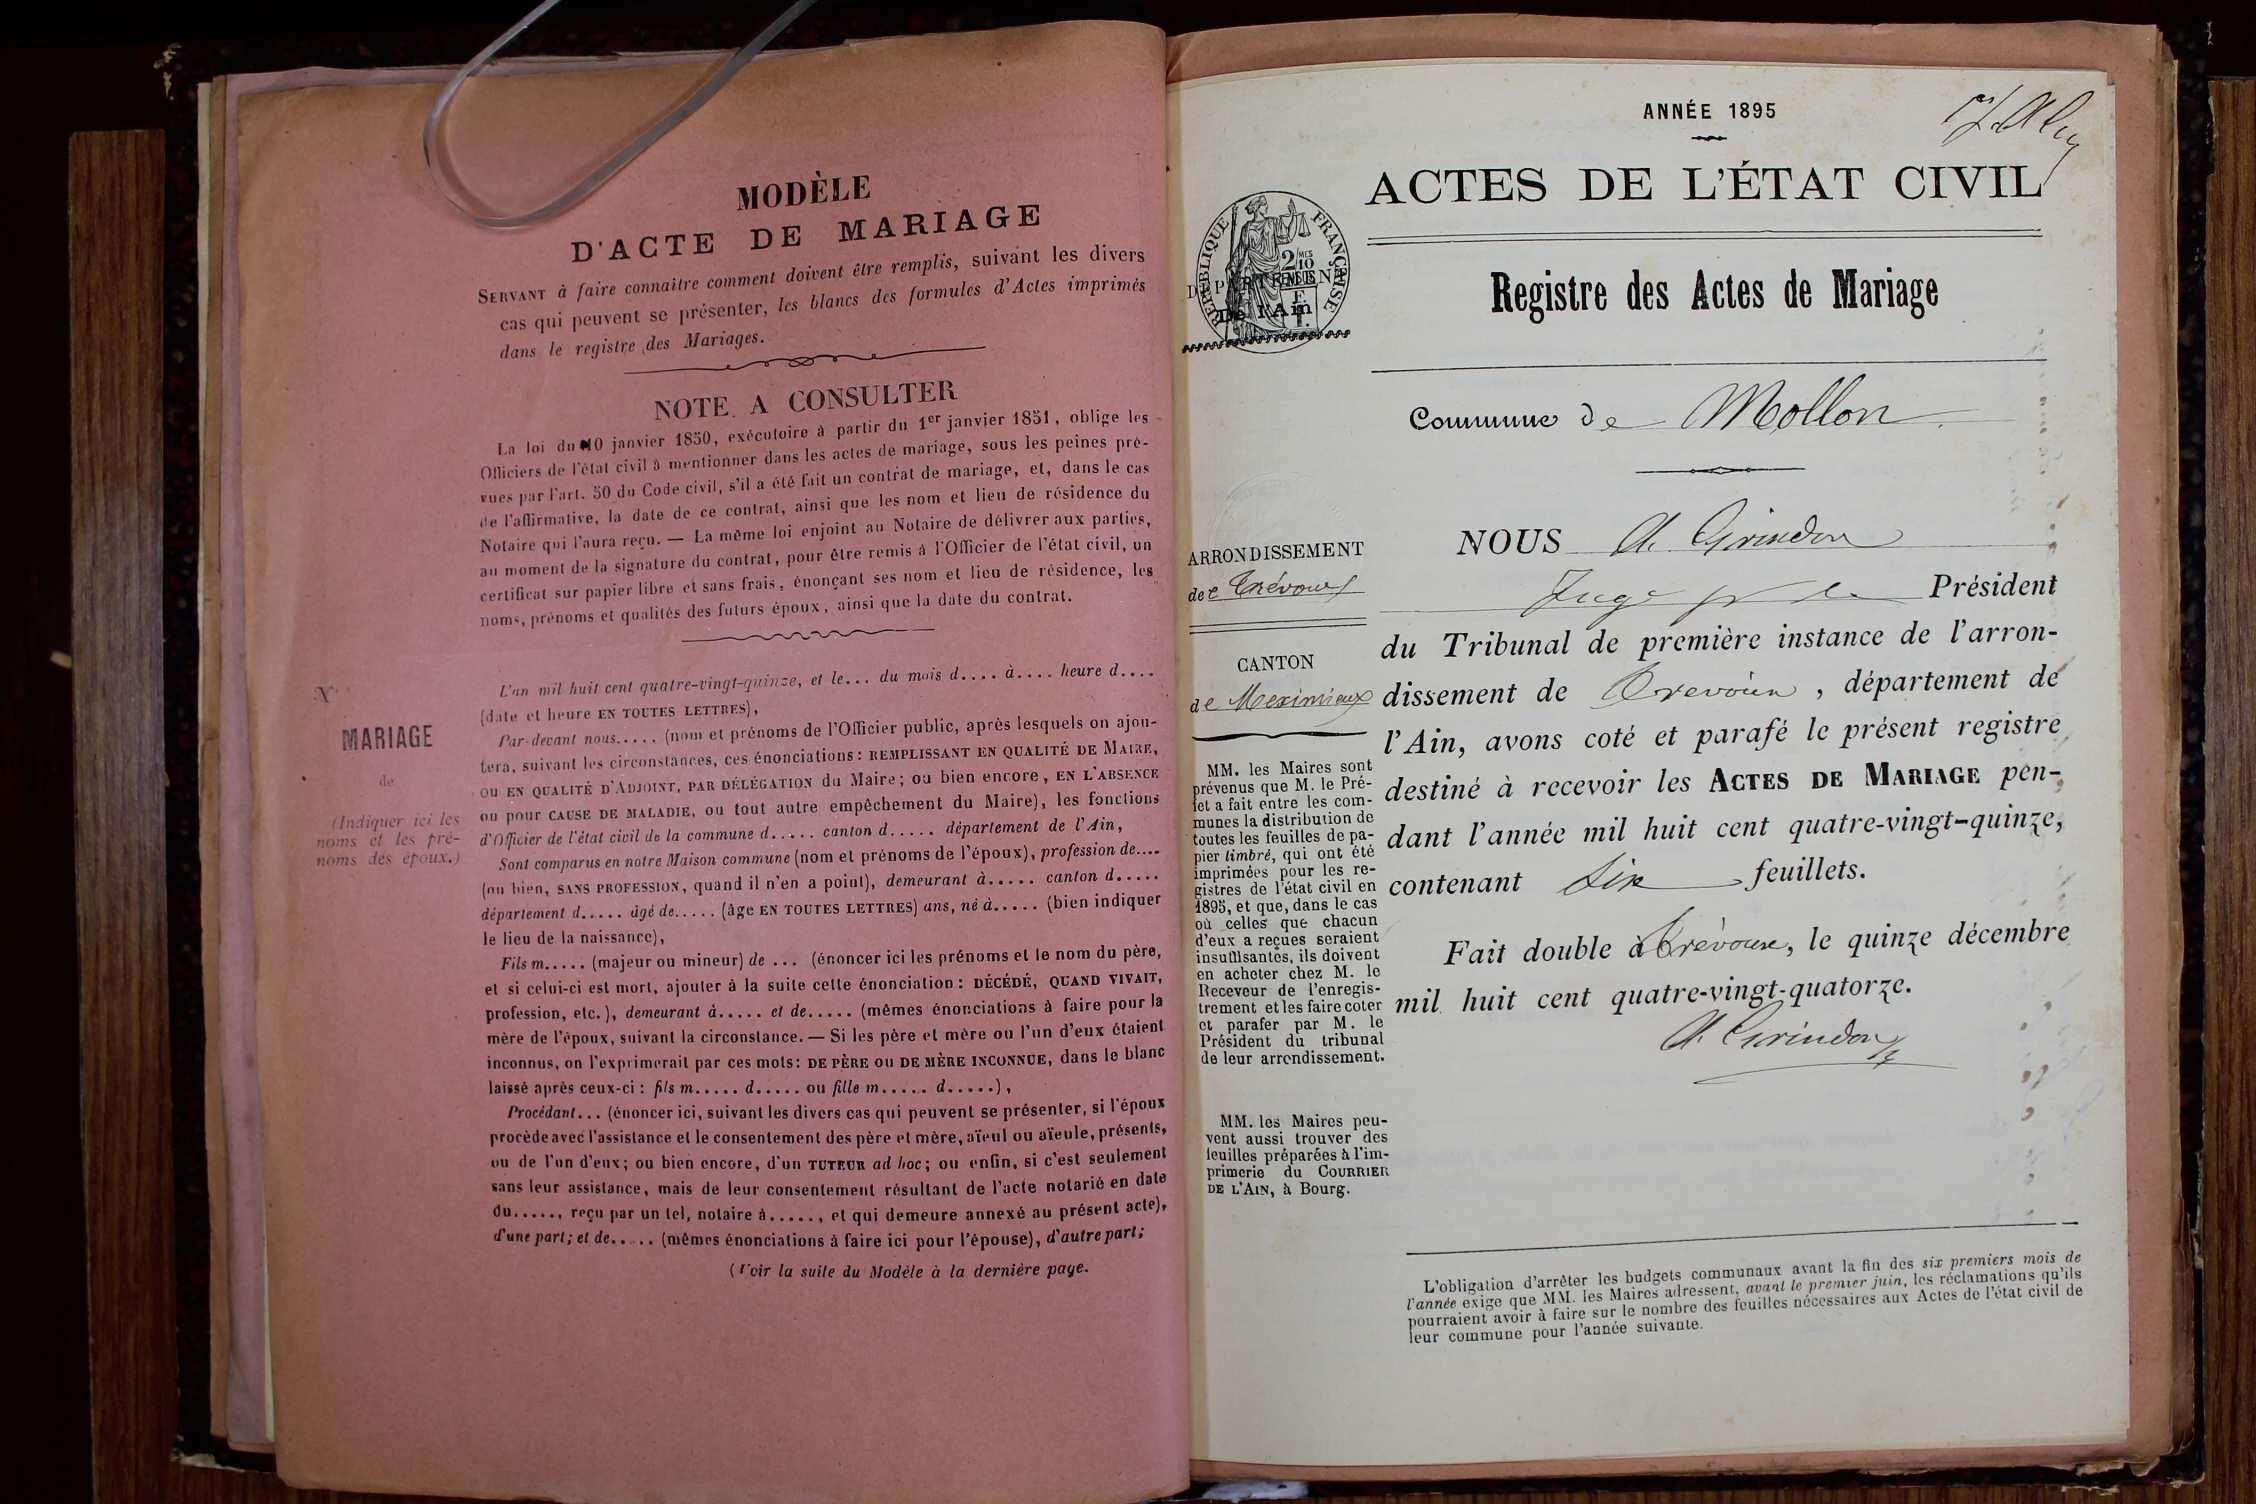 MODÈLE
D'ACTE DE MARIAGE
SERVANT à faire connaître comment doivent être remplis, suivant les divers
cas qui peuvent se présenter, les blancs des formules d'Actes imprimés
dans le registre des Mariages.
NOTE A CONSULTER
La loi du 10 janvier 1850, exécutoire à partir du 1er janvier 1851, oblige les
Officiers de l'état civil à mentionner dans les actes de mariage, sous les peines pré-
vues par l'art. 50 du Code civil, s'il a été fait un contrat de mariage, et, dans le cas
de l'affirmative, la date de ce contrat, ainsi que les nom et lieu de résidence du
Notaire qui l'aura reçu. — La même loi enjoint au Notaire de délivrer aux parties,
au moment de la signature du contrat, pour être remis à l'Officier de l'état civil, un
certificat sur papier libre et sans frais, énonçant ses nom et lieu de résidence, les
noms, prénoms et qualités des futurs époux, ainsi que la date du contrat.
N°
MARIAGE
de
(Indiquer ici les
noms et les pré-
noms des époux.)
L'an mil huit cent quatre-vingt-quinze, et le... du mois d.... à.... heure d....
(date et heure EN TOUTES LETTRES),
Par-devant nous..... (nom et prénoms de l'Officier public, après lesquels on ajou-
tera, suivant les circonstances, ces énonciations: REMPLISSANT EN QUALITÉ DE MAIRE,
OU EN QUALITÉ D'ADJOINT, PAR DÉLÉGATION du Maire; ou bien encore, EN L'ABSENCE
ou pour CAUSE DE MALADIE, ou tout autre empêchement du Maire), les fonctions
d'Officier de l'état civil de la commune d..... canton d..... département de l'Ain,
Sont comparus en notre Maison commune (nom et prénoms de l'époux), profession de....
(ou bien, SANS PROFESSION, quand il n'en a point), demeurant à..... canton d.....
département d..... âgé de..... (âge EN TOUTES LETTRES) ans, né à..... (bien indiquer
le lieu de la naissance),
Fils m..... (majeur ou mineur) de ... (énoncer ici les prénoms et le nom du père,
et si celui-ci est mort, ajouter à la suite cette énonciation: DÉCÉDÉ, QUAND VIVAIT,
profession, etc.), demeurant à..... et de..... (mêmes énonciations à faire pour la
mère de l'époux, suivant la circonstance. — Si les père et mère ou l'un d'eux étaient
inconnus, on l'exprimerait par ces mots: DE PÈRE OU DE MÈRE INCONNUE, dans le blanc
laissé après ceux-ci: fils m..... d..... ou fille m..... d.....),
Procédant... (énoncer ici, suivant les divers cas qui peuvent se présenter, si l'époux
procède avec l'assistance et le consentement des père et mère, aïeul ou aïeule, présents,
ou de l'un d'eux; ou bien encore, d'un TUTEUR ad hoc; ou enfin, si c'est seulement
sans leur assistance, mais de leur consentement résultant de l'acte notarié en date
du....., reçu par un tel, notaire à....., et qui demeure annexé au présent acte),
d'une part; et de..... (mêmes énonciations à faire ici pour l'épouse), d'autre part;
(Voir la suite du Modèle à la dernière page.
ANNÉE 1895
ACTES DE L'ÉTAT CIVIL
RÉPUBLIQUE FRANÇAISE
DÉPARTEMENT
De l'Ain
Registre des Actes de Mariage
Commune de Mollon
ARRONDISSEMENT
de Trévoux
CANTON
de Meximieux
MM. les Maires sont
prévenus que M. le Pré-
fet a fait entre les com-
munes la distribution de
toutes les feuilles de pa-
pier timbré, qui ont été
imprimées pour les re-
gistres de l'état civil en
1895, et que, dans le cas
où celles que chacun
d'eux a reçues seraient
insuffisantes, ils doivent
en acheter chez M. le
Receveur de l'enregis-
trement et les faire coter
et parafer par M. le
Président du tribunal
de leur arrondissement.
MM. les Maires peu-
vent aussi trouver des
feuilles préparées à l'im-
primerie du COURRIER
DE L'AIN, à Bourg.
NOUS A. Grindon
Juge pr le Président
du Tribunal de première instance de l'arron-
dissement de Trévoux, département de
l'Ain, avons coté et parafé le présent registre
destiné à recevoir les ACTES DE MARIAGE pen-
dant l'année mil huit cent quatre-vingt-quinze,
contenant six feuillets.
Fait double à Trévoux, le quinze décembre
mil huit cent quatre-vingt-quatorze.
A. Grindon
L'obligation d'arrêter les budgets communaux avant la fin des six premiers mois de
l'année exige que MM. les Maires adressent, avant le premier juin, les réclamations qu'ils
pourraient avoir à faire sur le nombre des feuilles nécessaires aux Actes de l'état civil de
leur commune pour l'année suivante.